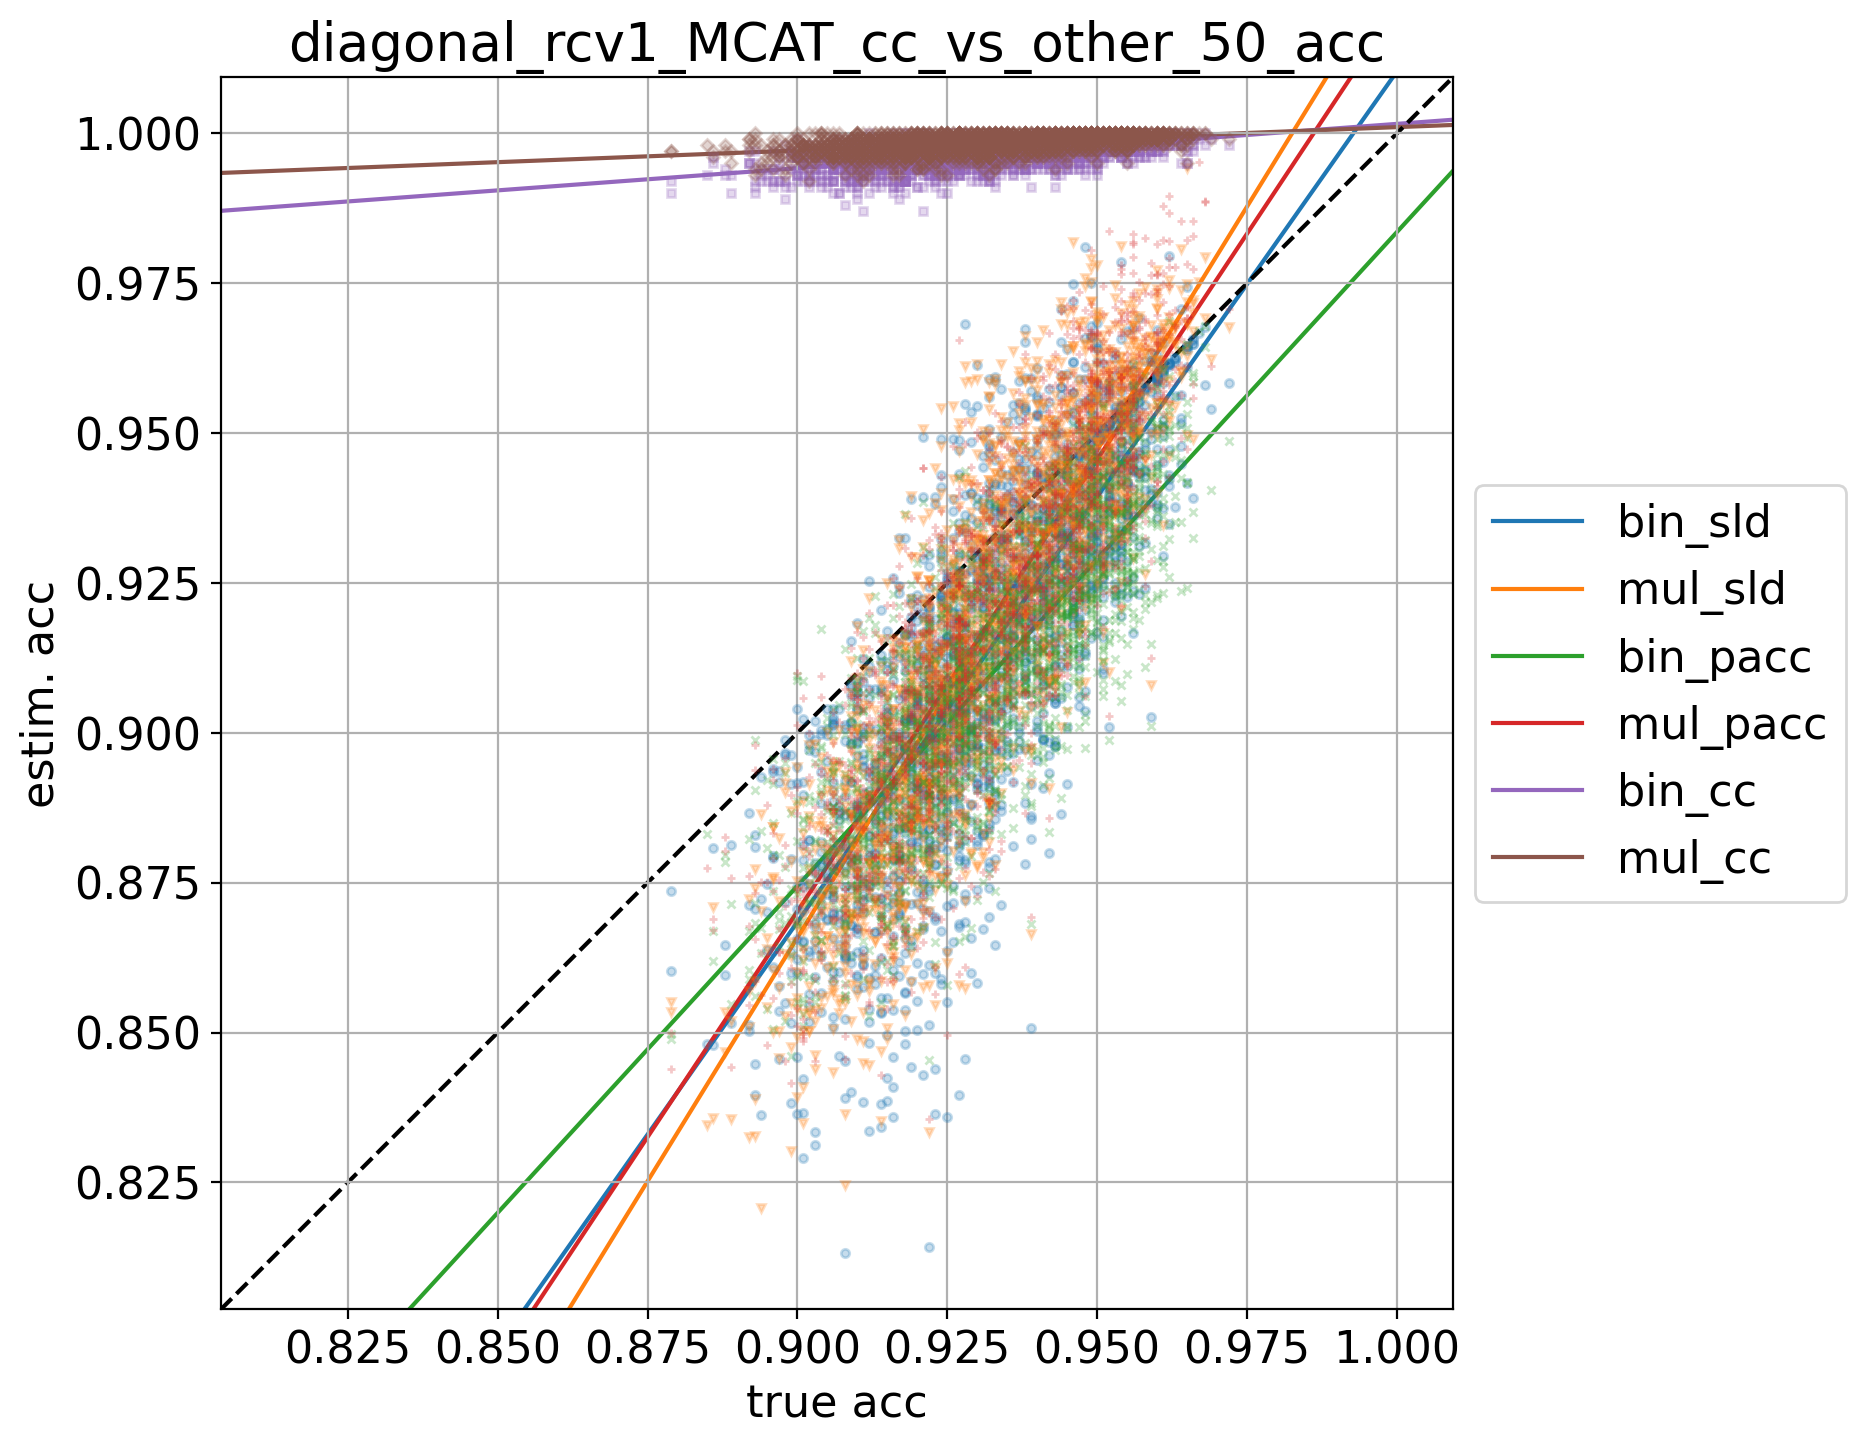 diagonal_rcv1_MCAT_cc_vs_other_50_acc
1.000
0.975
0.950
0.925
0.900
0.875
0.850
0.825
estim. acc
0.825 0.850 0.875 0.900 0.925 0.950 0.975 1.000
true acc
bin_sld
mul_sld
bin_pacc
mul_pacc
bin_cc
mul_cc